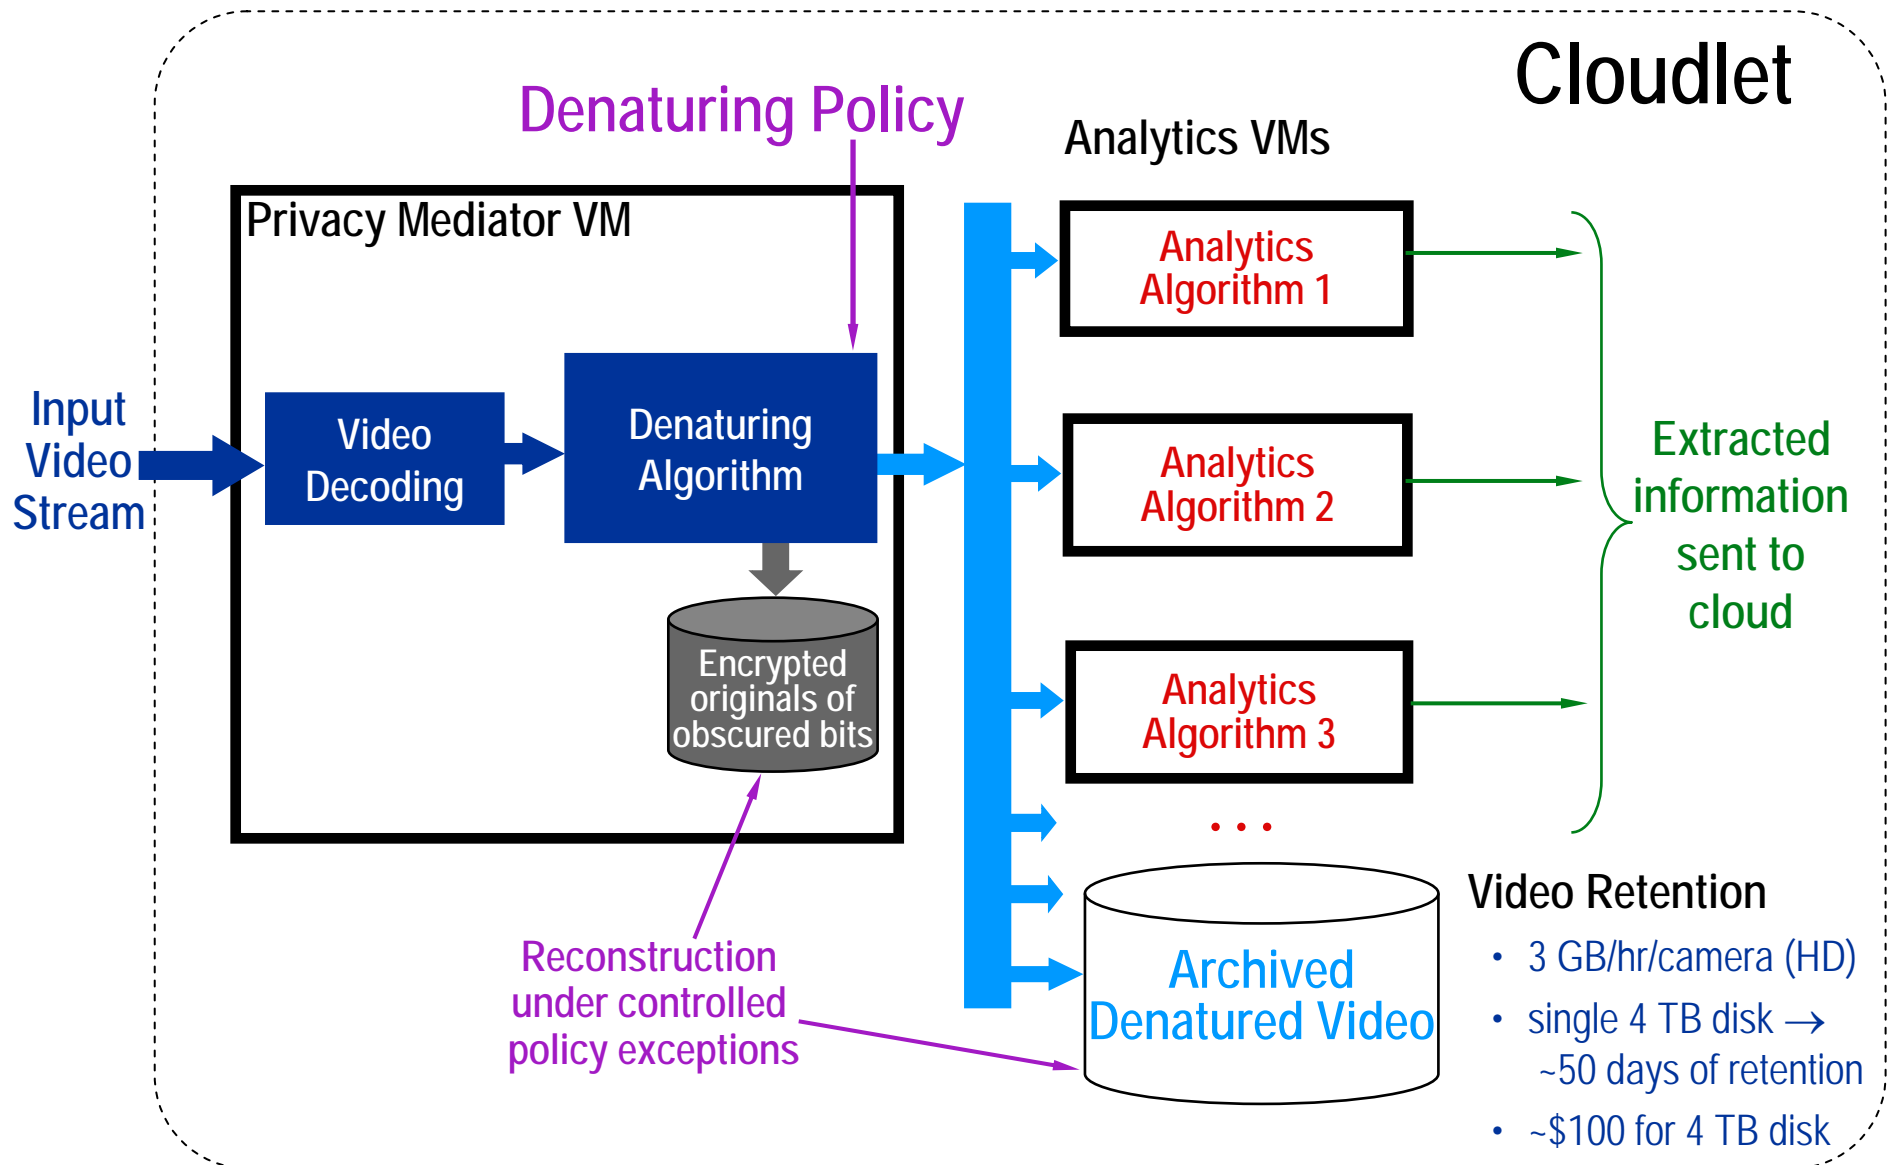 Cloudlet
Denaturing Policy
Analytics VMs
Privacy Mediator VM
Input
Video
Stream
Video
Decoding
Denaturing
Algorithm
Encrypted
originals of
obscured bits
Reconstruction
under controlled
policy exceptions
Analytics
Algorithm 1
Analytics
Algorithm 2
Analytics
Algorithm 3
...
Archived
Denatured Video
Extracted
information
sent to
cloud
Video Retention
• 3 GB/hr/camera (HD)
• single 4 TB disk →
~50 days of retention
• ~$100 for 4 TB disk